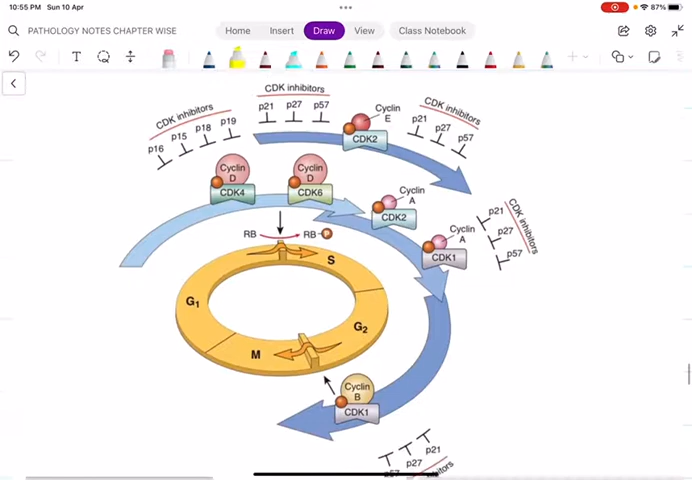 10:55 PM Sun 10 Apr
87%
PATHOLOGY NOTES CHAPTER WISE
Home Insert Draw View Class Notebook
CDK inhibitors
p16 p15 p18 p19
CDK inhibitors
p21 p27 p57
Cyclin E
CDK2
CDK inhibitors
p21 p27 p57
Cyclin D
CDK4
Cyclin D
CDK6
Cyclin A
CDK2
Cyclin A
CDK1
CDK inhibitors
p21
p27
p57
RB RB P
S
G1
G2
M
Cyclin B
CDK1
p21
p27
p57